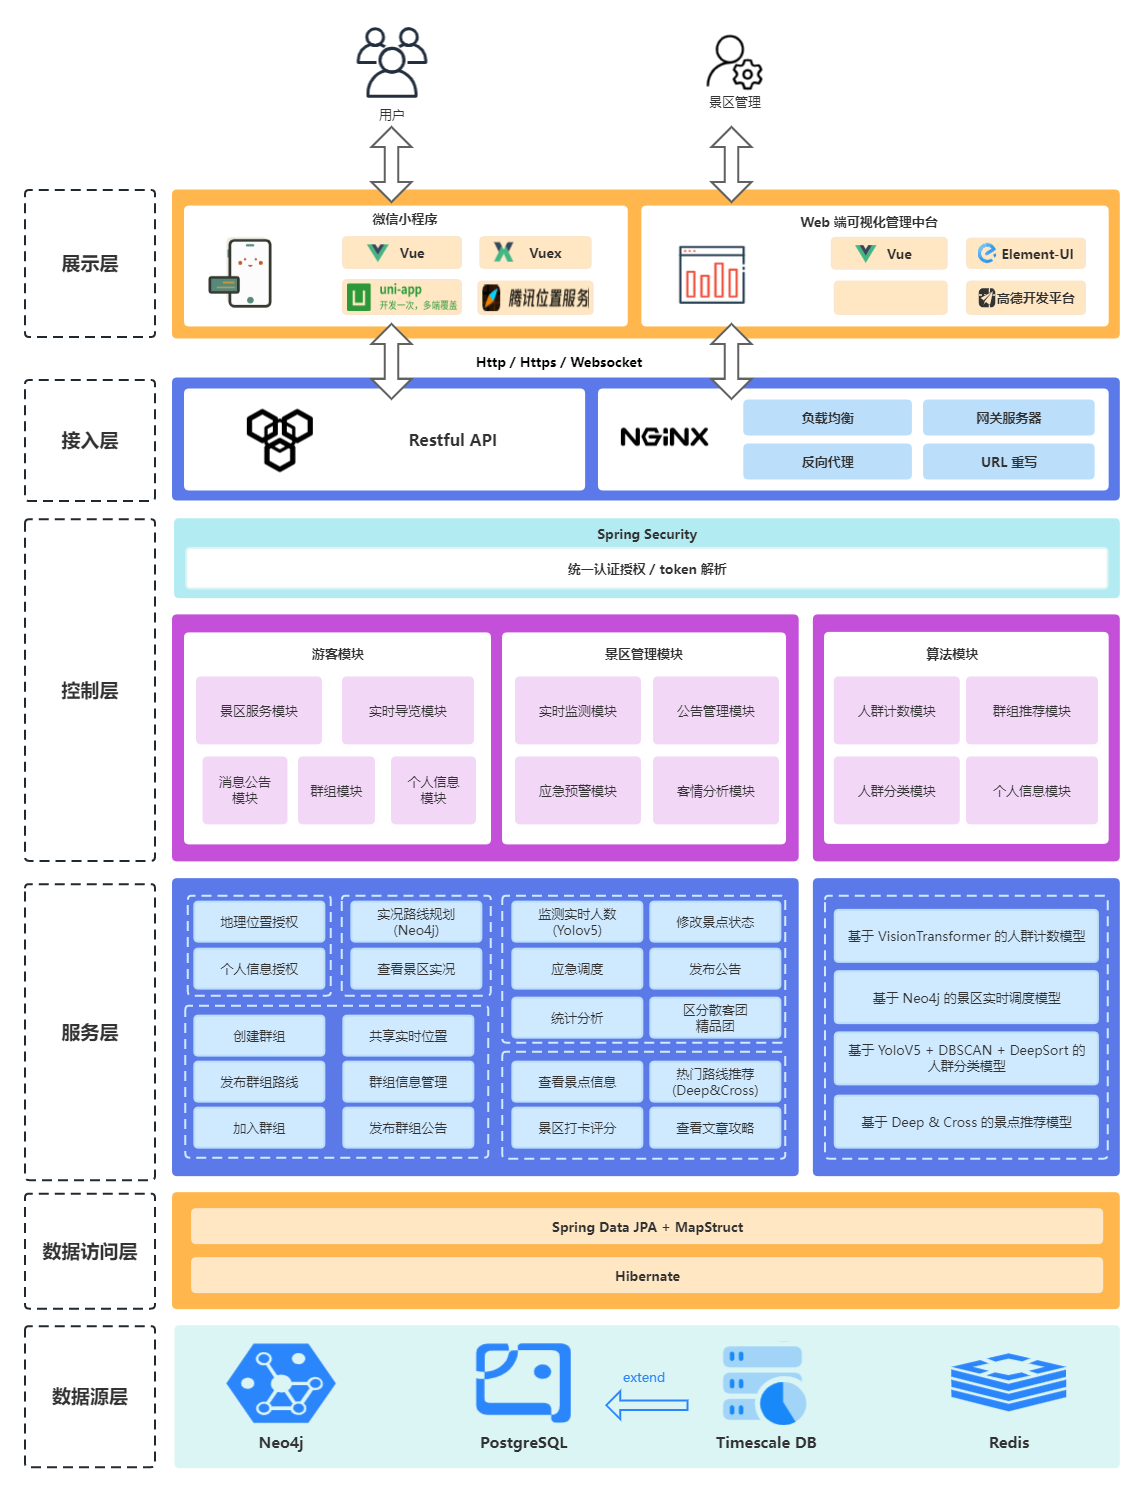 用户
景区管理
展示层
微信小程序
Vue
Vuex
uni-app
开发一次，多端覆盖
腾讯位置服务
Web 端可视化管理中台
Vue
Element-UI
高德开发平台
Http / Https / Websocket
接入层
Restful API
NGiNX
负载均衡
网关服务器
反向代理
URL 重写
控制层
Spring Security
统一认证授权 / token 解析
游客模块
景区服务模块
实时导览模块
消息公告
模块
群组模块
个人信息
模块
景区管理模块
实时监测模块
公告管理模块
应急预警模块
客情分析模块
算法模块
人群计数模块
群组推荐模块
人群分类模块
个人信息模块
服务层
地理位置授权
个人信息授权
实况路线规划
(Neo4j)
查看景区实况
创建群组
共享实时位置
发布群组路线
群组信息管理
加入群组
发布群组公告
监测实时人数
(Yolov5)
修改景点状态
应急调度
发布公告
统计分析
区分散客团
精品团
查看景点信息
热门路线推荐
(Deep&Cross)
景区打卡评分
查看文章攻略
基于 VisionTransformer 的人群计数模型
基于 Neo4j 的景区实时调度模型
基于 YoloV5 + DBSCAN + DeepSort 的
人群分类模型
基于 Deep & Cross 的景点推荐模型
数据访问层
Spring Data JPA + MapStruct
Hibernate
数据源层
Neo4j
PostgreSQL
extend
Timescale DB
Redis